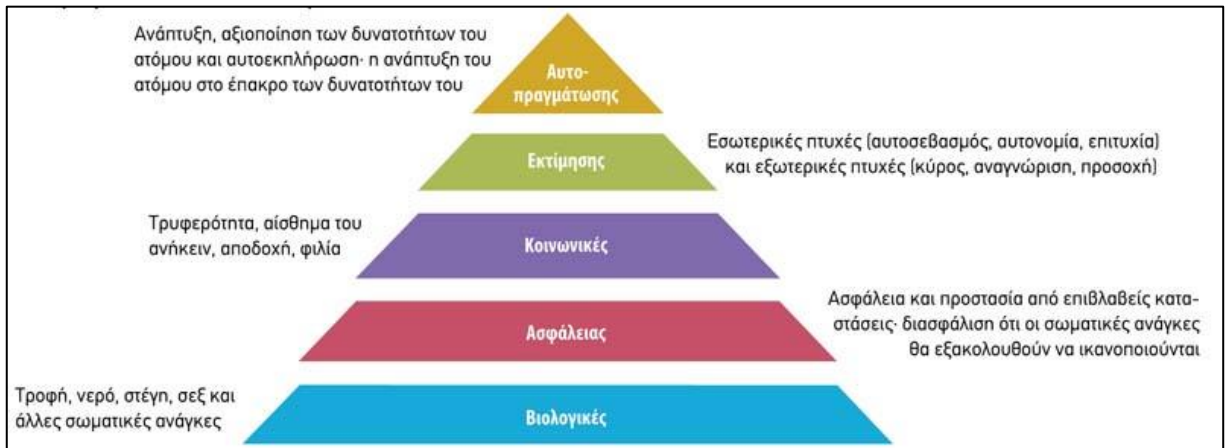 Ανάπτυξη, αξιοποίηση των δυνατοτήτων του
ατόμου και αυτοεκπλήρωση· η ανάπτυξη του
ατόμου στο έπακρο των δυνατοτήτων του
Αυτο-
πραγμάτωσης
Εκτίμησης
Εσωτερικές πτυχές (αυτοσεβασμός, αυτονομία, επιτυχία)
και εξωτερικές πτυχές (κύρος, αναγνώριση, προσοχή)
Τρυφερότητα, αίσθημα του
ανήκειν, αποδοχή, φιλία
Κοινωνικές
Ασφάλεια και προστασία από επιβλαβείς κατα-
στάσεις· διασφάλιση ότι οι σωματικές ανάγκες
θα εξακολουθούν να ικανοποιούνται
Ασφάλειας
Τροφή, νερό, στέγη, σεξ και
άλλες σωματικές ανάγκες
Βιολογικές